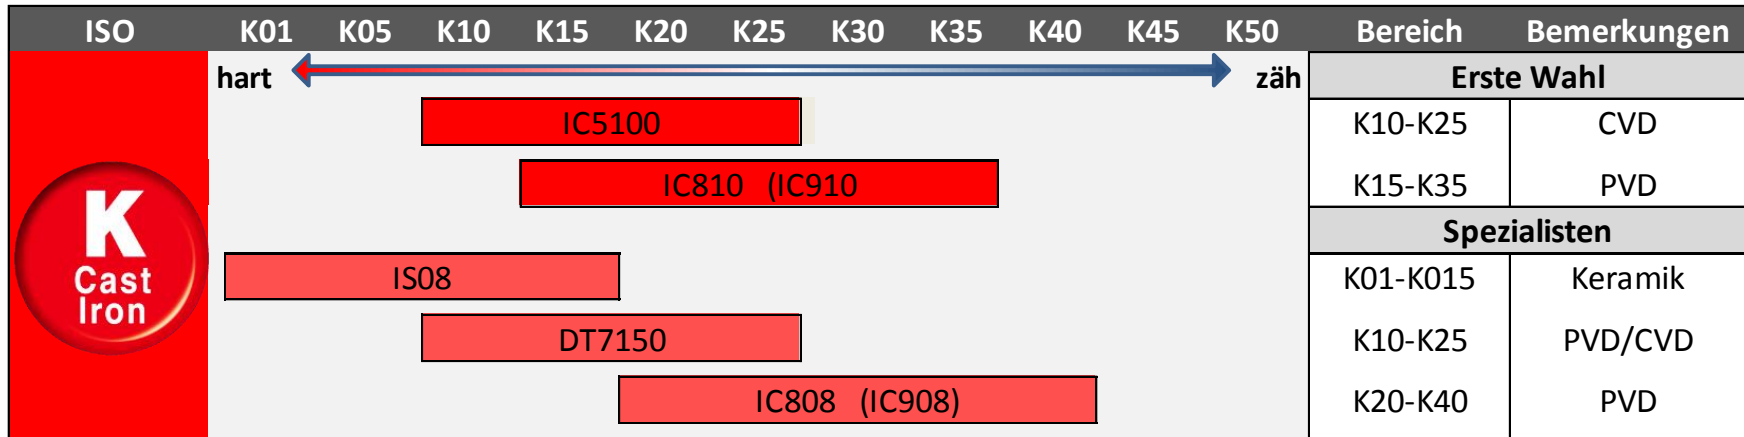 ISO K01 K05 K10 K15 K20 K25 K30 K35 K40 K45 K50 Bereich Bemerkungen
hart zäh Erste Wahl
IC5100 K10-K25 CVD
IC810 (IC910 K15-K35 PVD
Spezialisten
K
Cast
Iron
IS08 K01-K015 Keramik
DT7150 K10-K25 PVD/CVD
IC808 (IC908) K20-K40 PVD